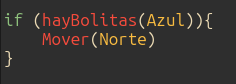 if (hayBolitas(Azul)){
    Mover(Norte)
}